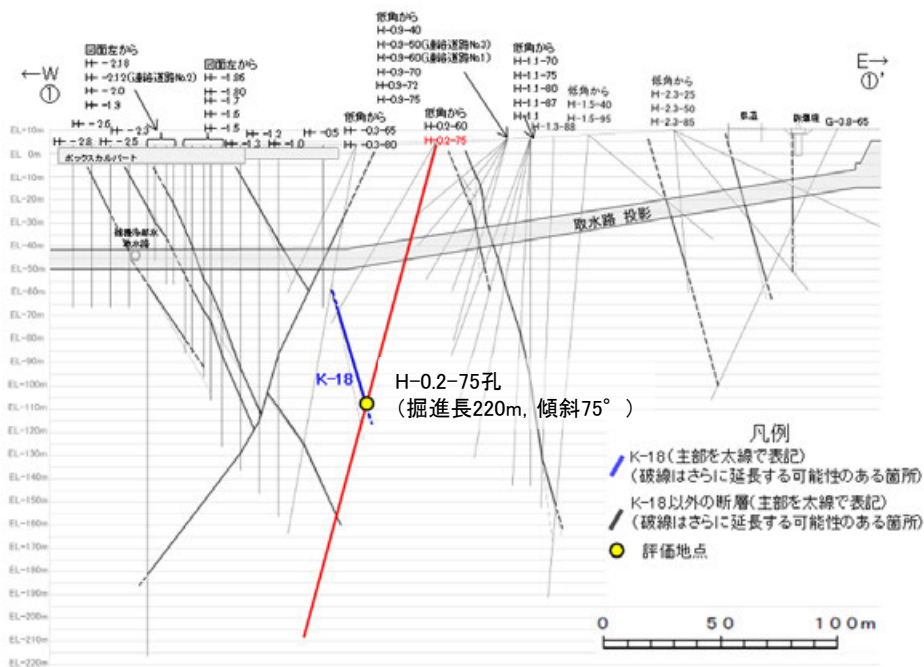 ←W
①
図面左から
H- -2.18
H- -2.12(連絡道路No.2)
H- -2.0
H- -1.9
図面左から
H- -1.86
H- -1.80
H- -1.7
H- -1.6
H- -1.5
低角から
H-0.9-40
H-0.9-50(連絡道路No.3)
H-0.9-60(連絡道路No.1)
H-0.9-70
H-0.9-72
H-0.9-75
低角から
H-1.1-70
H-1.1-75
H-1.1-80
H-1.1-87
H-1.1
H-1.3-88
低角から
H-1.5-40
H-1.5-95
低角から
H-2.3-25
H-2.3-50
H-2.3-85
E→
①'
防潮堤
G-3.8-65
H- -2.6
H- -2.3
H- -2.8
H- -2.5
H- -1.3
H- -1.2
H- -1.0
H- -0.5
低角から
H- -0.3-65
H- -0.3-80
低角から
H-0.2-60
H-0.2-75
ボックスカルバート
取水路 投影
EL+10m
EL 0m
EL-10m
EL-20m
EL-30m
EL-40m
EL-50m
EL-60m
EL-70m
EL-80m
EL-90m
EL-100m
EL-110m
EL-120m
EL-130m
EL-140m
EL-150m
EL-160m
EL-170m
EL-180m
EL-190m
EL-200m
EL-210m
EL-220m
K-18
H-0.2-75孔
(掘進長220m, 傾斜75°)
凡例
K-18(主部を太線で表記)
(破線はさらに延長する可能性のある箇所)
K-18以外の断層(主部を太線で表記)
(破線はさらに延長する可能性のある箇所)
評価地点
0 50 100m